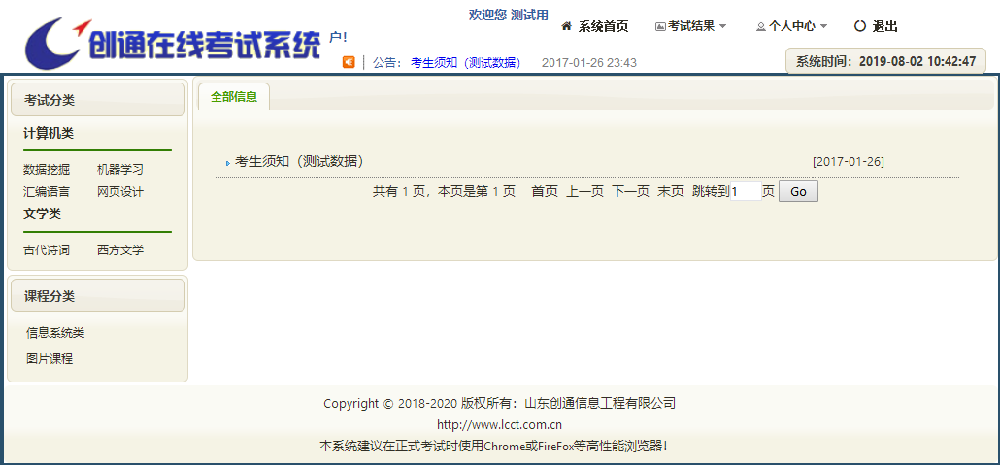 创通在线考试系统
欢迎您 测试用
户!
系统首页 考试结果 个人中心 退出
公告： 考生须知（测试数据） 2017-01-26 23:43
系统时间：2019-08-02 10:42:47
考试分类
计算机类
数据挖掘 机器学习
汇编语言 网页设计
文学类
古代诗词 西方文学
课程分类
信息系统类
图片课程
全部信息
考生须知（测试数据） [2017-01-26]
共有 1 页，本页是第 1 页 首页 上一页 下一页 末页 跳转到1页 Go
Copyright © 2018-2020 版权所有：山东创通信息工程有限公司
http://www.lcct.com.cn
本系统建议在正式考试时使用Chrome或FireFox等高性能浏览器！